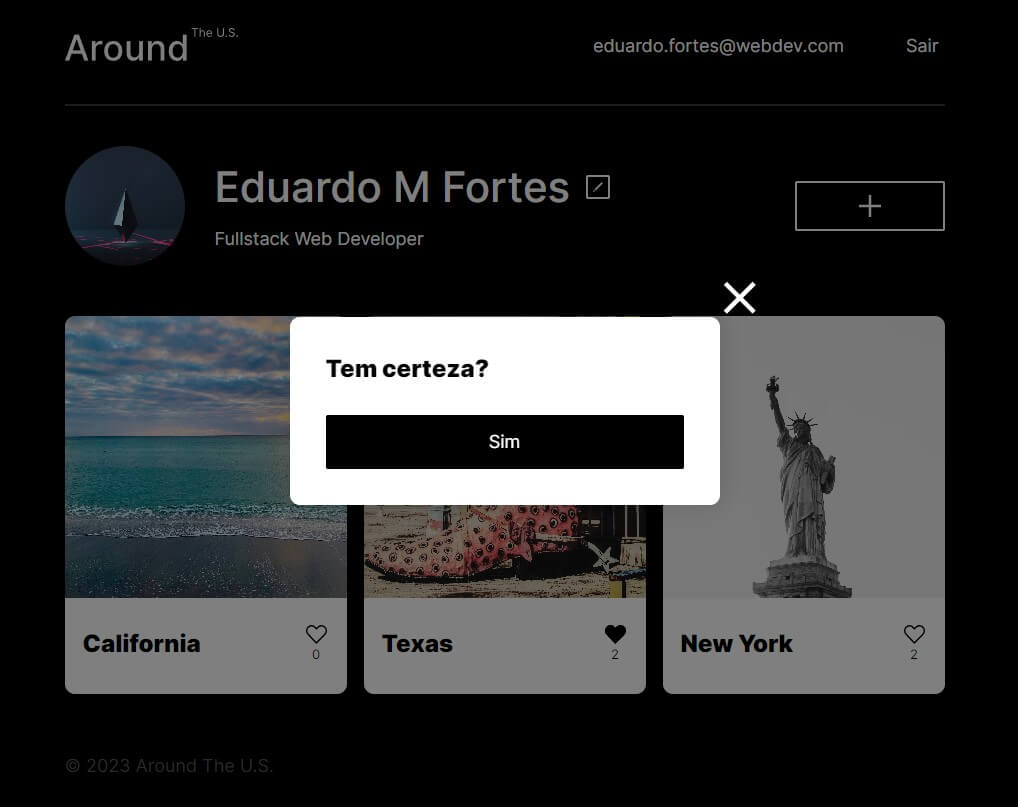 Around The U.S.
eduardo.fortes@webdev.com
Sair
Eduardo M Fortes
Fullstack Web Developer
Tem certeza?
Sim
California
0
Texas
2
New York
2
© 2023 Around The U.S.